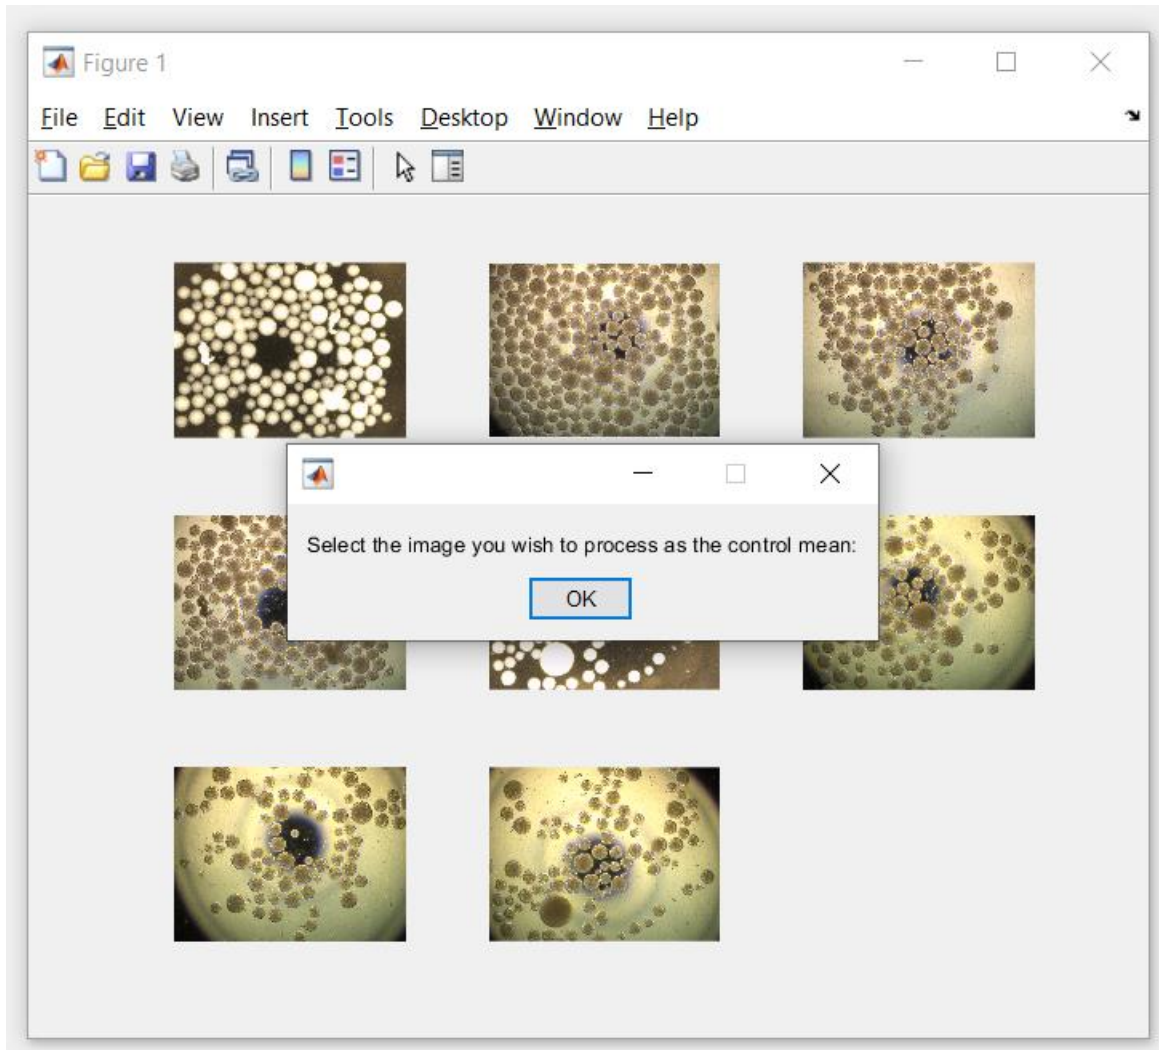 Figure 1
File Edit View Insert Tools Desktop Window Help
Select the image you wish to process as the control mean:
OK